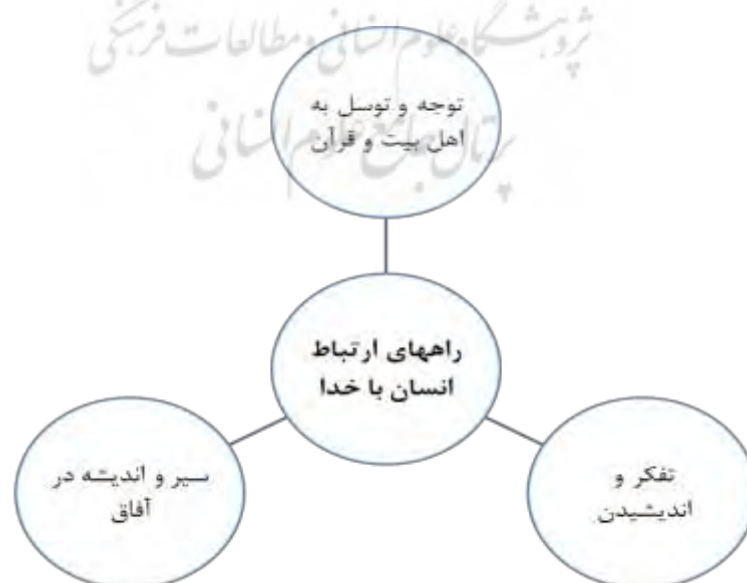 پژوهشگاه علوم انسانی و مطالعات فرهنگی
پرتال جامع علوم انسانی
توجه و توسل به
اهل بیت و قرآن
راههای ارتباط
انسان با خدا
تفکر و
اندیشیدن
سیر و اندیشه در
آفاق